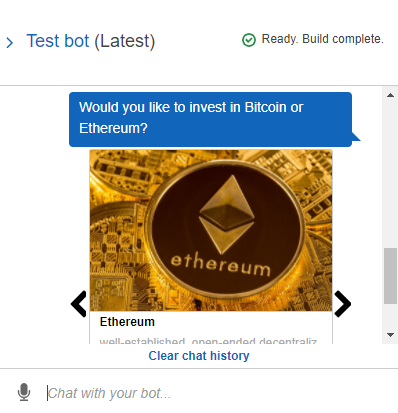 Test bot (Latest)
Ready. Build complete.
Would you like to invest in Bitcoin or
Ethereum?
ethereum
Ethereum
well-established, open-ended decentraliz
Clear chat history
Chat with your bot...